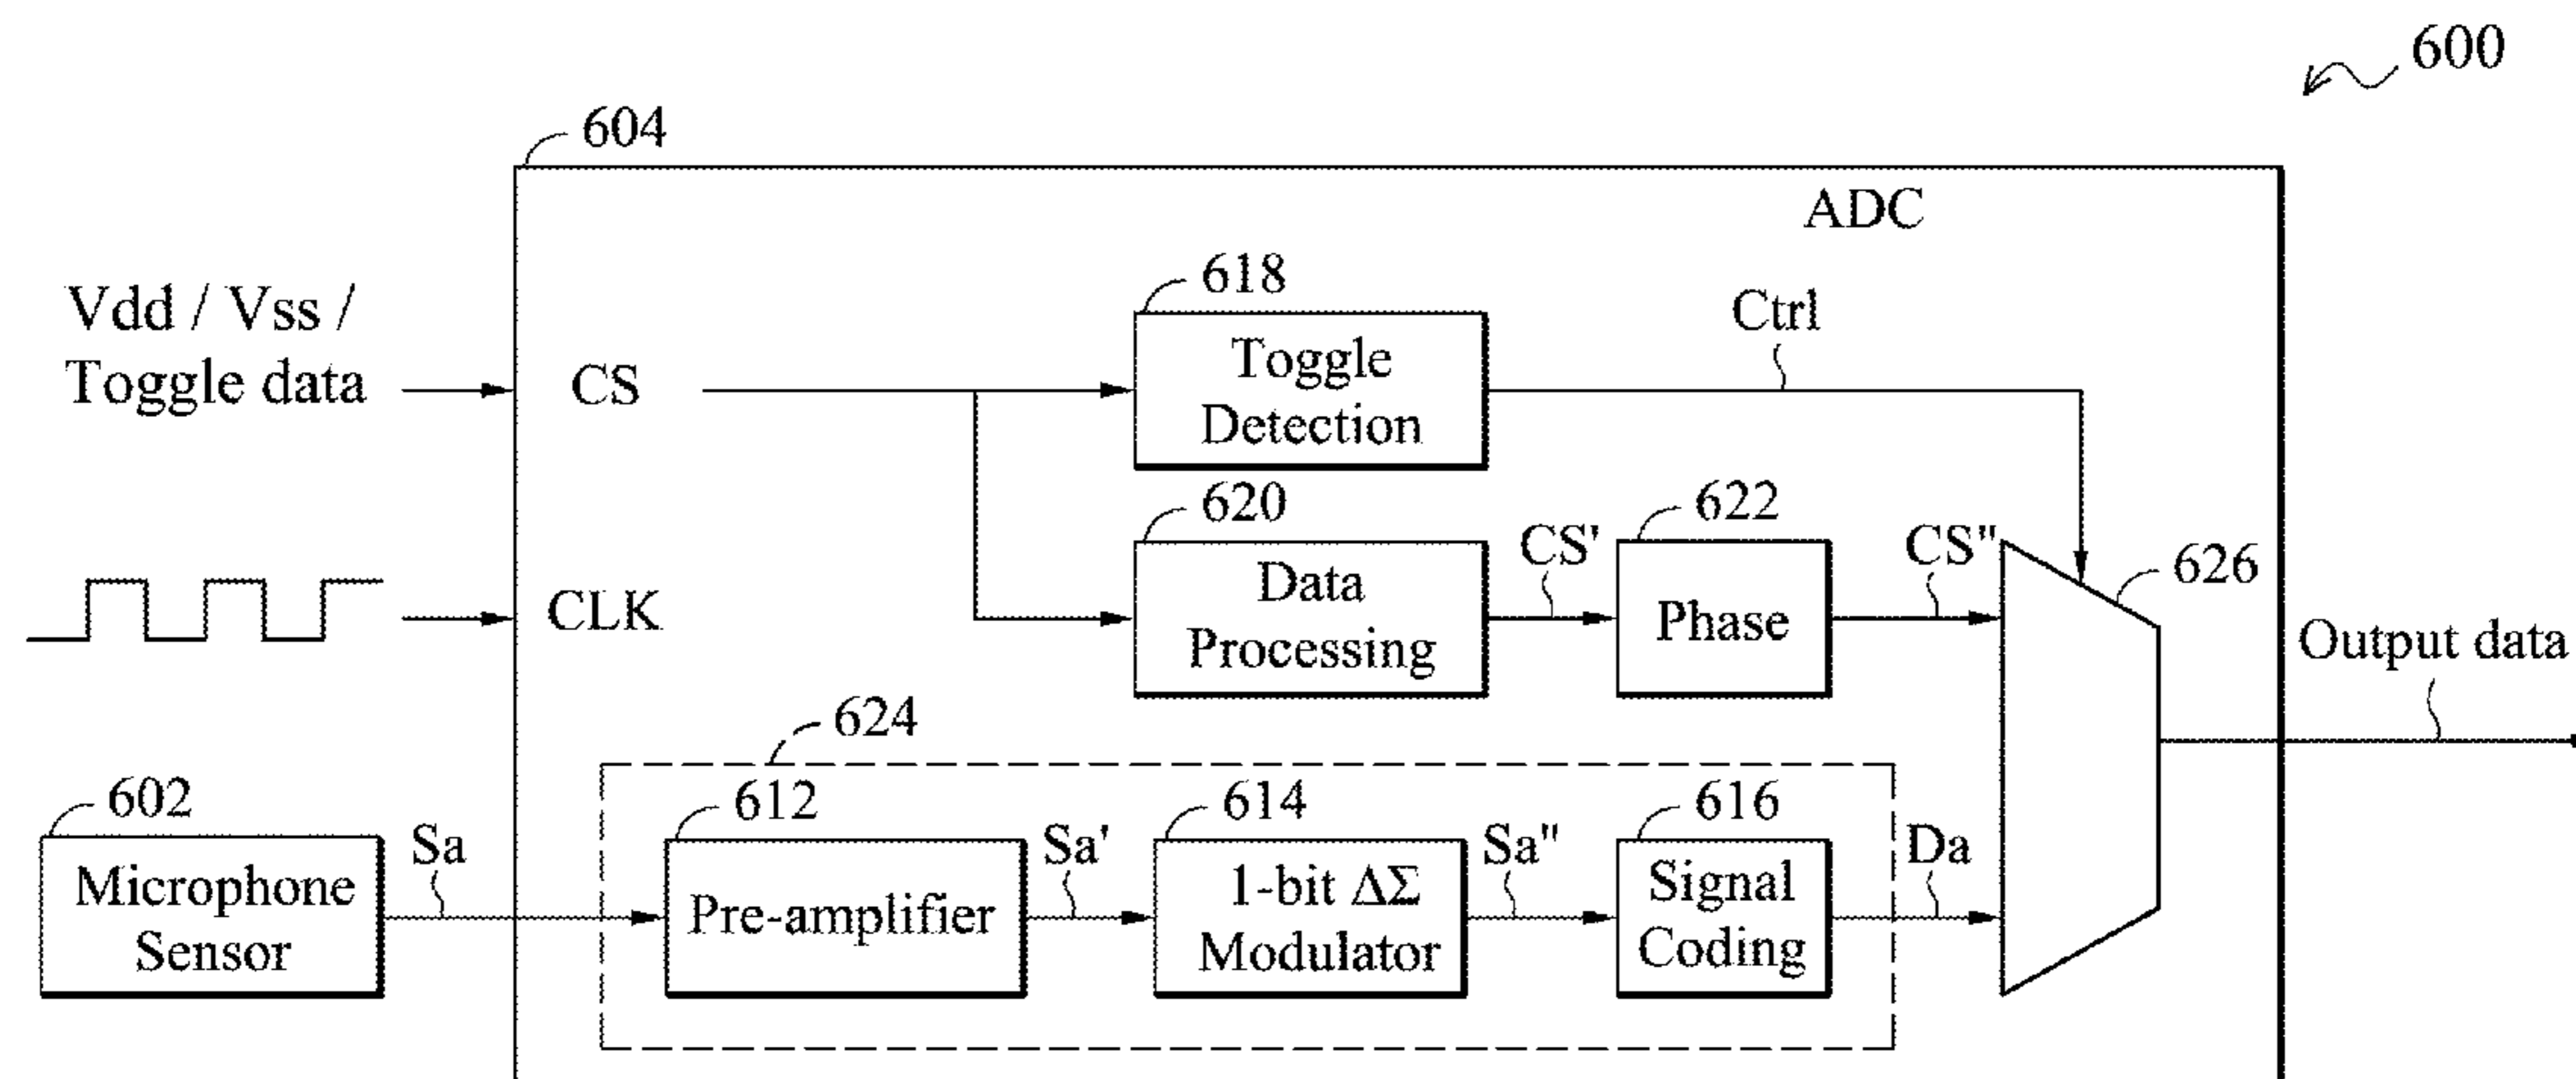 600
604
ADC
618
Vdd / Vss /
Toggle data
CS
Toggle
Detection
Ctrl
620
622
CS'
CS"
626
CLK
Data
Processing
Phase
Output data
624
602
612
614
616
Microphone
Sensor
Sa
Pre-amplifier
Sa'
1-bit ΔΣ
Modulator
Sa"
Signal
Coding
Da